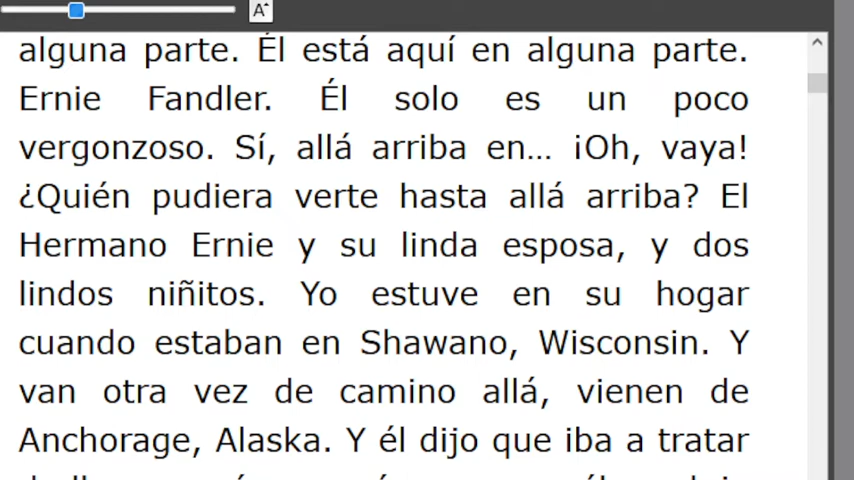 A
alguna parte. Él está aquí en alguna parte.
Ernie Fandler. Él solo es un poco
vergonzoso. Sí, allá arriba en… ¡Oh, vaya!
¿Quién pudiera verte hasta allá arriba? El
Hermano Ernie y su linda esposa, y dos
lindos niñitos. Yo estuve en su hogar
cuando estaban en Shawano, Wisconsin. Y
van otra vez de camino allá, vienen de
Anchorage, Alaska. Y él dijo que iba a tratar